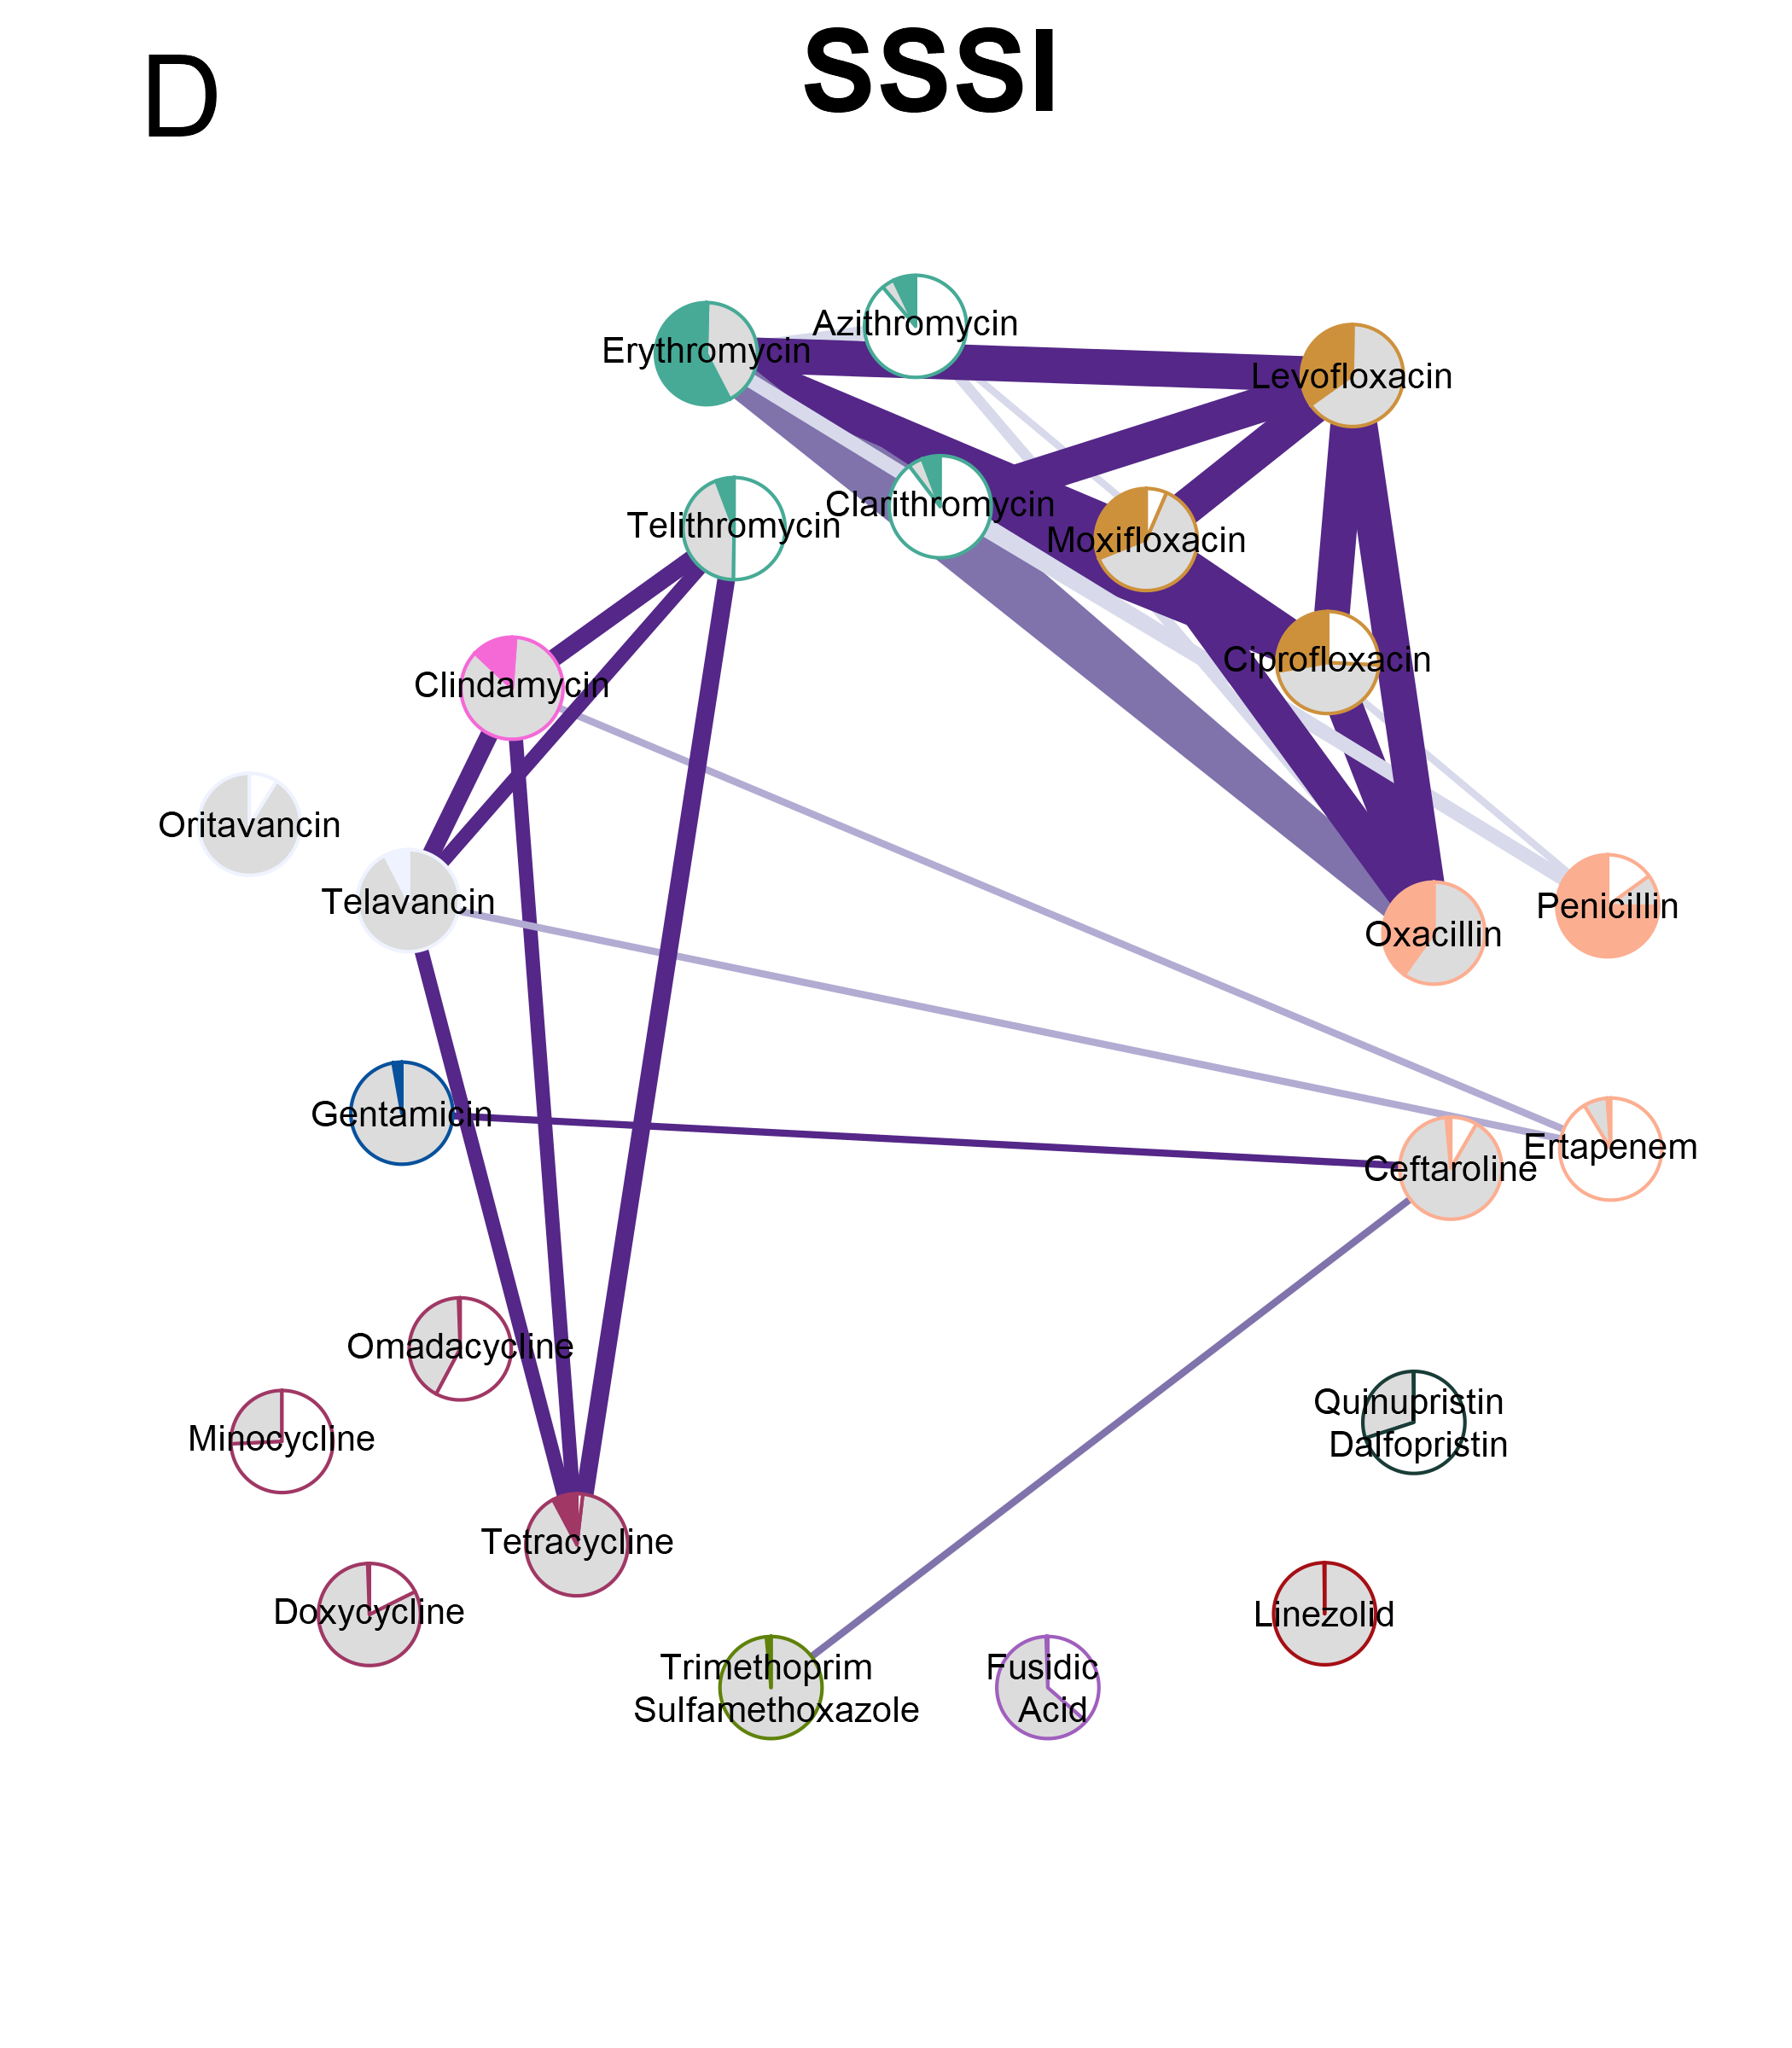 D
SSSI
Azithromycin
Erythromycin
Levofloxacin
Clarithromycin
Telithromycin
Moxifloxacin
Ciprofloxacin
Clindamycin
Oritavancin
Telavancin
Penicillin
Oxacillin
Gentamicin
Ertapenem
Ceftaroline
Omadacycline
Quinupristin
Dalfopristin
Minocycline
Tetracycline
Doxycycline
Linezolid
Trimethoprim
Sulfamethoxazole
Fusidic
Acid